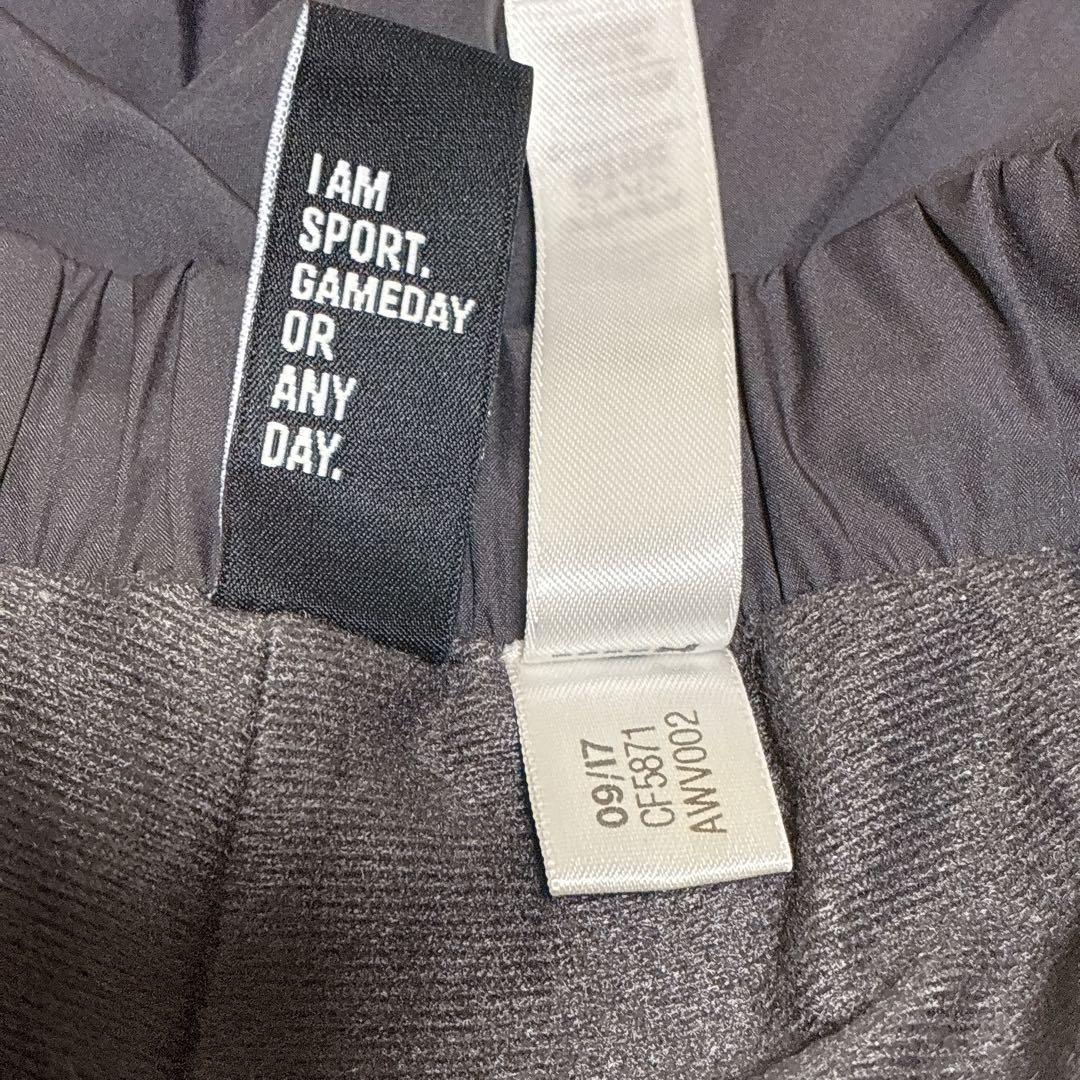 I AM
SPORT.
GAMEDAY
OR
ANY
DAY.
09/17
CF5871
AWV002